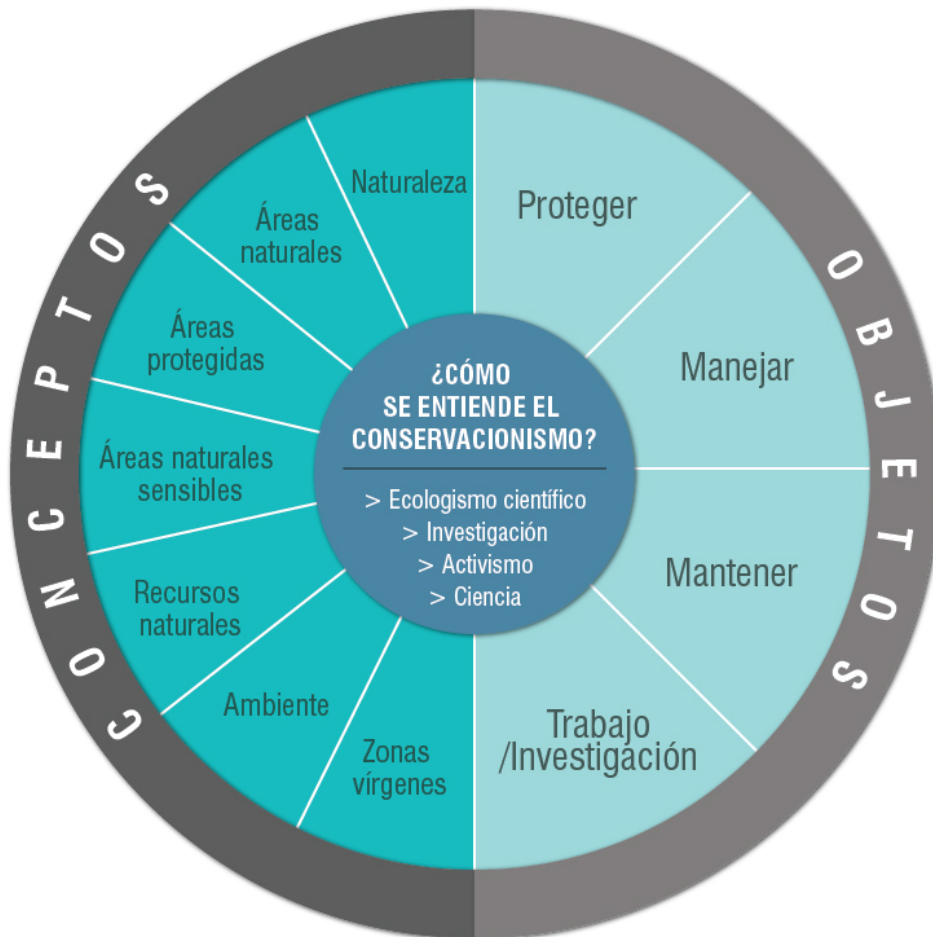 CONCEPTOS
OBJETOS
Naturaleza
Áreas
naturales
Áreas
protegidas
Áreas naturales
sensibles
Recursos
naturales
Ambiente
Zonas
vírgenes
Proteger
Manejar
Mantener
Trabajo
/Investigación
¿CÓMO
SE ENTIENDE EL
CONSERVACIONISMO?
> Ecologismo científico
> Investigación
> Activismo
> Ciencia